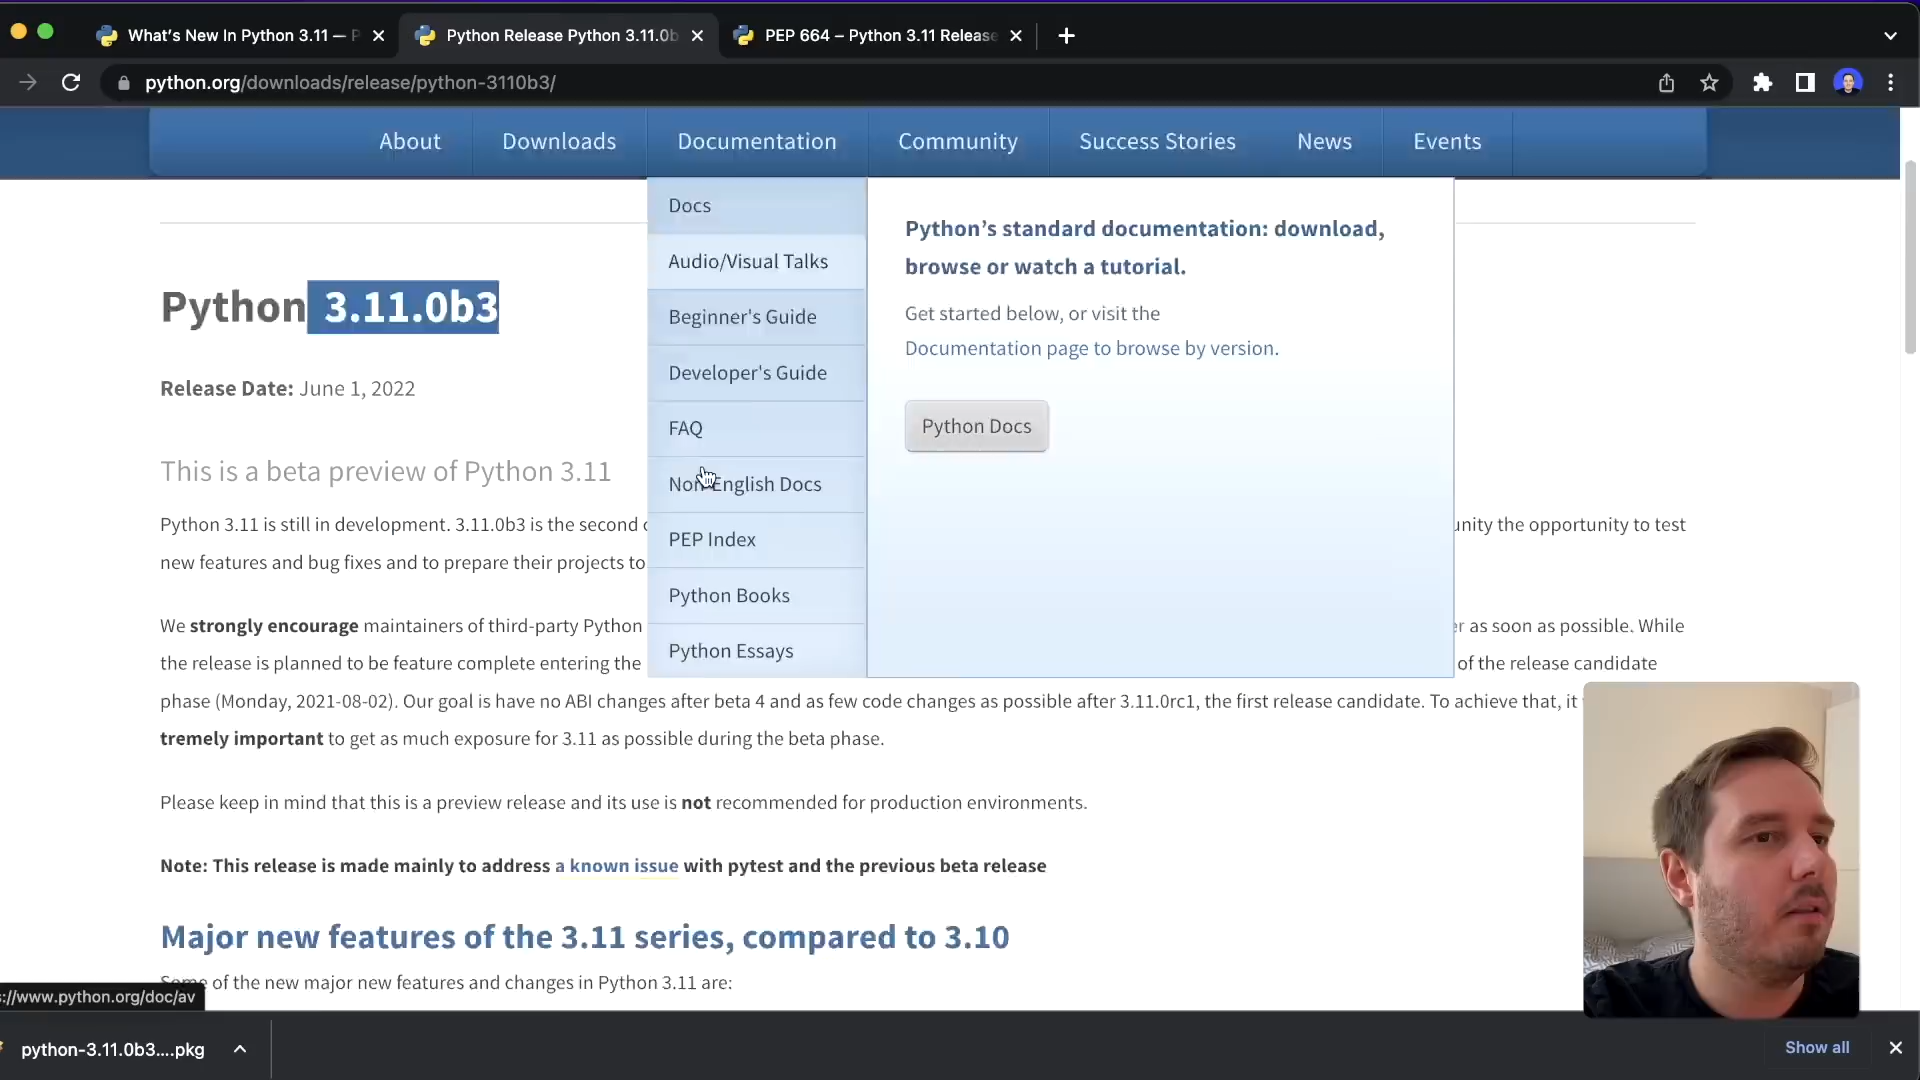 What's New In Python 3.11 — P
Python Release Python 3.11.0b
PEP 664 – Python 3.11 Release
python.org/downloads/release/python-3110b3/
About
Downloads
Documentation
Community
Success Stories
News
Events
Docs
Audio/Visual Talks
Beginner's Guide
Developer's Guide
FAQ
Non-English Docs
PEP Index
Python Books
Python Essays
Python's standard documentation: download,
browse or watch a tutorial.
Get started below, or visit the
Documentation page to browse by version.
Python Docs
Python 3.11.0b3
Release Date: June 1, 2022
This is a beta preview of Python 3.11
Python 3.11 is still in development. 3.11.0b3 is the second unity the opportunity to test
new features and bug fixes and to prepare their projects to
We strongly encourage maintainers of third-party Python er as soon as possible. While
the release is planned to be feature complete entering the of the release candidate
phase (Monday, 2021-08-02). Our goal is have no ABI changes after beta 4 and as few code changes as possible after 3.11.0rc1, the first release candidate. To achieve that, it
tremely important to get as much exposure for 3.11 as possible during the beta phase.
Please keep in mind that this is a preview release and its use is not recommended for production environments.
Note: This release is made mainly to address a known issue with pytest and the previous beta release
Major new features of the 3.11 series, compared to 3.10
Some of the new major new features and changes in Python 3.11 are:
://www.python.org/doc/av
python-3.11.0b3....pkg
Show all